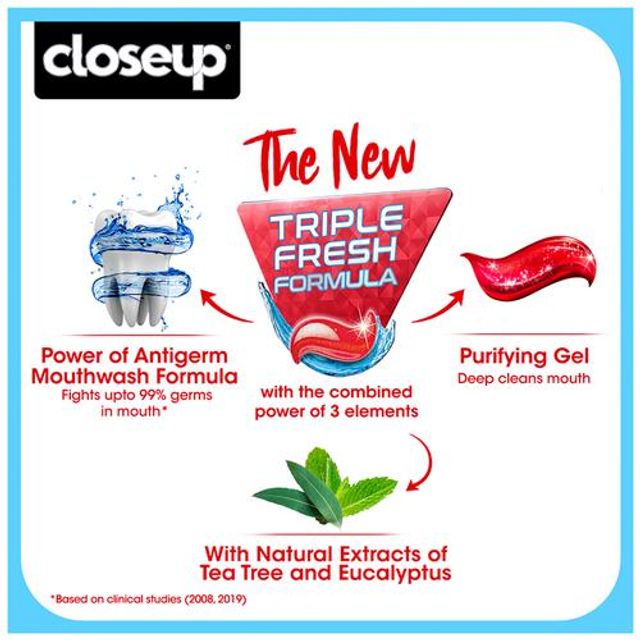 closeup®
The New
TRIPLE
FRESH
FORMULA
Power of Antigerm
Mouthwash Formula
Fights upto 99% germs
in mouth*
with the combined
power of 3 elements
Purifying Gel
Deep cleans mouth
With Natural Extracts of
Tea Tree and Eucalyptus
*Based on clinical studies (2008, 2019)